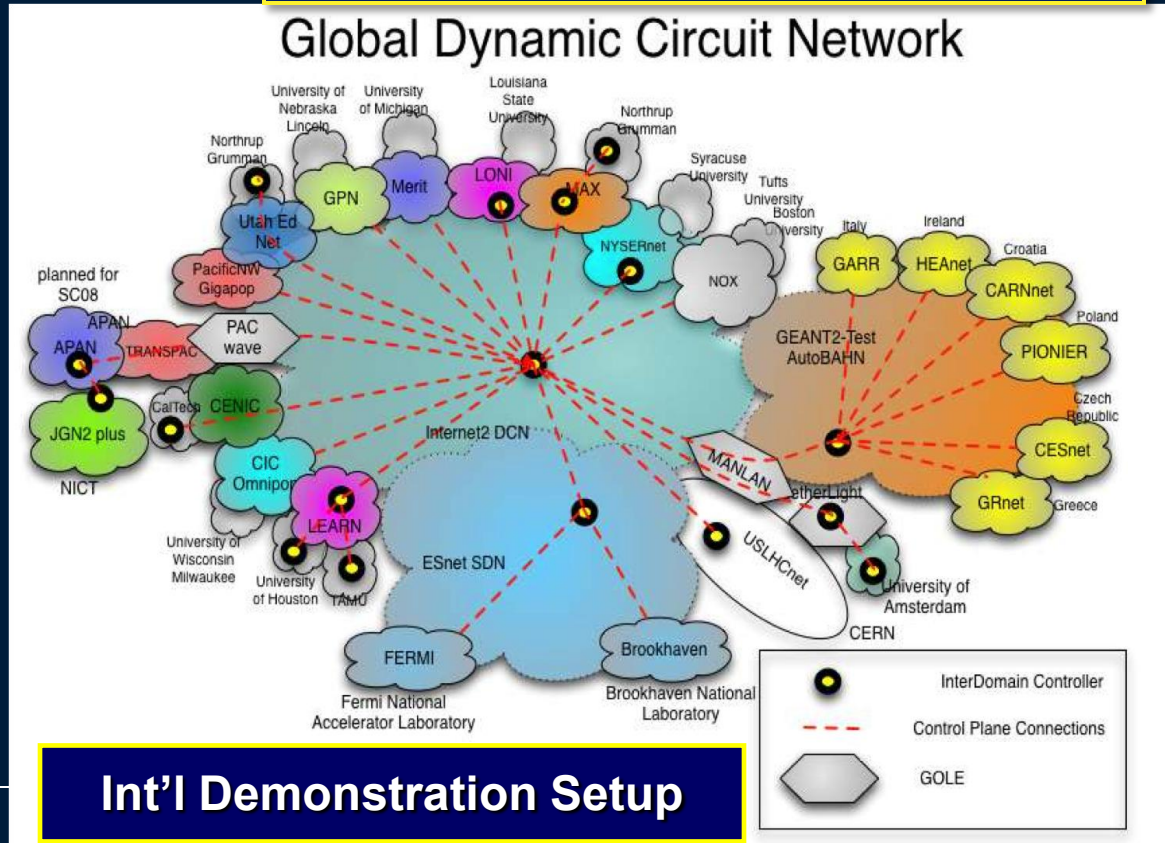 Global Dynamic Circuit Network
University of
Nebraska
Lincoln
University
of Michigan
Louisiana
State
University
Northrup
Grumman
Northrup
Grumman
Syracuse
University
Tufts
University
Boston
University
Utah Ed
Net
GPN
Merit
LONI
MAX
NYSERnet
NOX
Italy
GARR
Ireland
HEAnet
Croatia
CARNnet
Poland
PIONIER
Czech
Republic
CESnet
GRnet
Greece
GEANT2-Test
AutoBAHN
PacificNW
Gigapop
planned for
SC08
APAN
APAN
TRANSPAC
PAC
wave
JGN2 plus
NICT
CalTech
CENIC
CIC
Omnipop
Internet2 DCN
LEARN
University of
Wisconsin
Milwaukee
University
of Houston
TAMU
ESnet SDN
MANLAN
etherLight
USLHCnet
University of
Amsterdam
CERN
FERMI
Fermi National
Accelerator Laboratory
Brookhaven
Brookhaven National
Laboratory
InterDomain Controller
Control Plane Connections
GOLE
Int'l Demonstration Setup